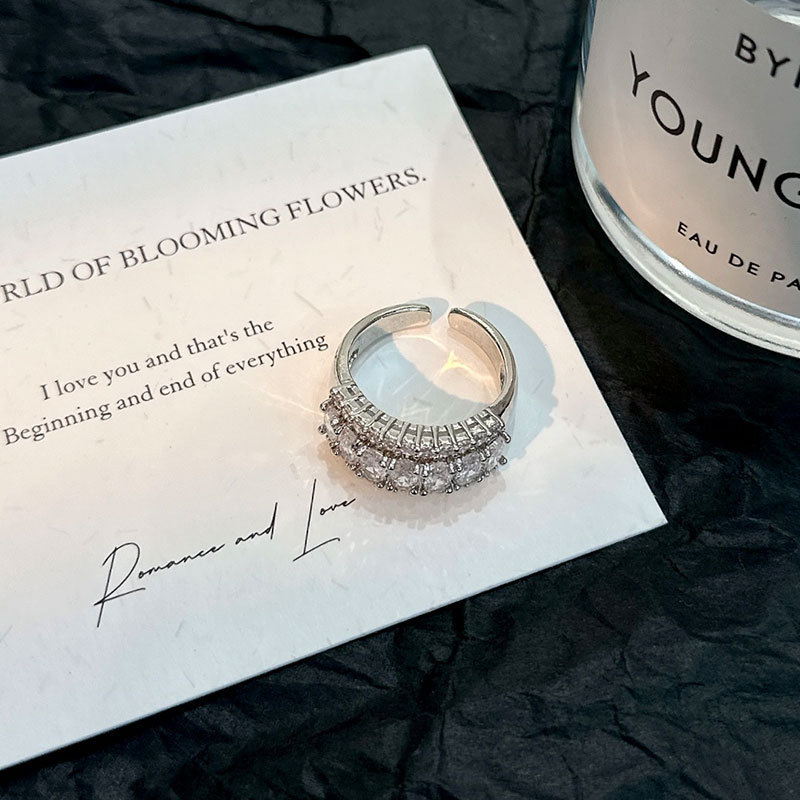 RLD OF BLOOMING FLOWERS.
I love you and that's the
Beginning and end of everything
Romance and Love
BY
YOUNG
EAU DE PA